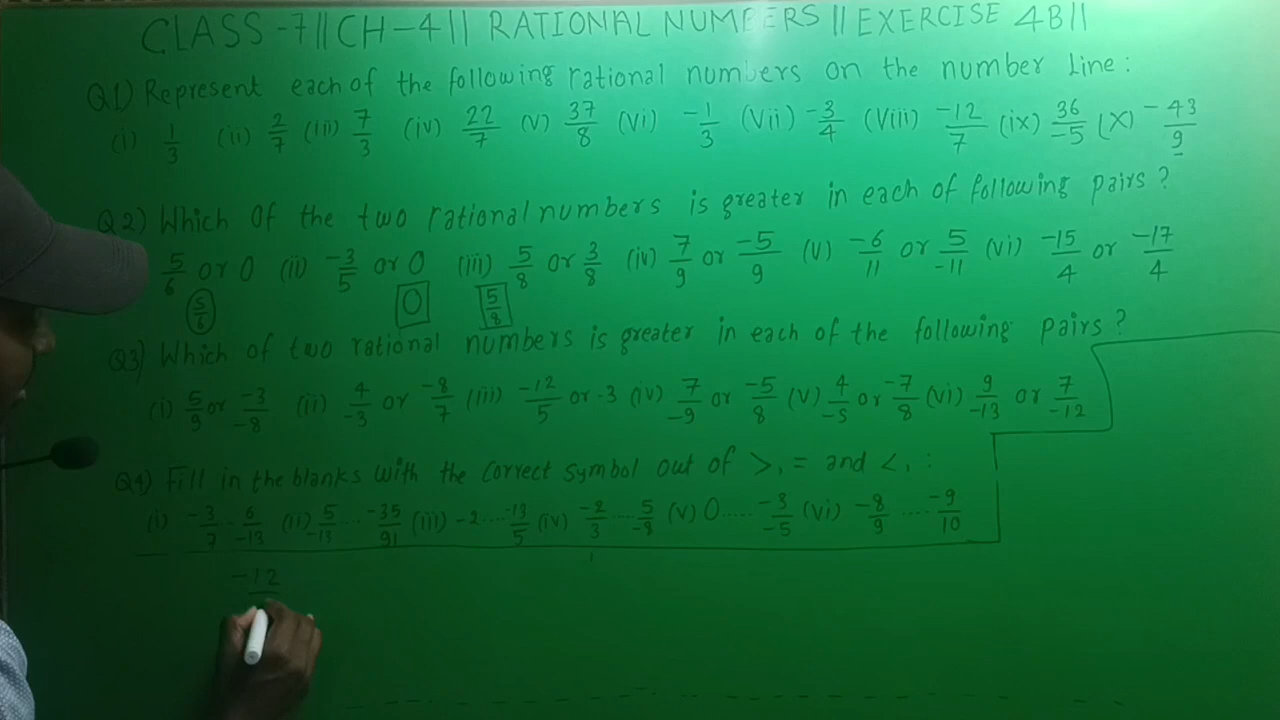 CLASS -7 || CH-4 || RATIONAL NUMBERS || EXERCISE 4B ||
Q1) Represent each of the following rational numbers on the number line:
(i) 1/3 (ii) 2/7 (iii) 7/3 (iv) 22/7 (v) 37/8 (vi) -1/3 (vii) -3/4 (viii) -12/7 (ix) 36/-5 (x) -43/9
Q2) Which of the two rational numbers is greater in each of following pairs?
5/6 or 0 (ii) -3/5 or 0 (iii) 5/8 or 3/8 (iv) 7/9 or -5/9 (v) -6/11 or 5/-11 (vi) -15/4 or -17/4
5/6 0 5/8
Q3) Which of two rational numbers is greater in each of the following pairs?
(i) 5/9 or -3/-8 (ii) 4/-3 or -8/7 (iii) -12/5 or -3 (iv) 7/-9 or -5/8 (v) 4/-5 or -7/8 (vi) 9/-13 or 7/-12
Q4) Fill in the blanks with the correct symbol out of >, = and <, :
(i) -3/7 ... 6/-13 (ii) 5/-13 ... -35/91 (iii) -2 .... -13/5 (iv) -2/3 .... 5/-8 (v) 0 ..... -3/-5 (vi) -8/9 .... -9/10
-12